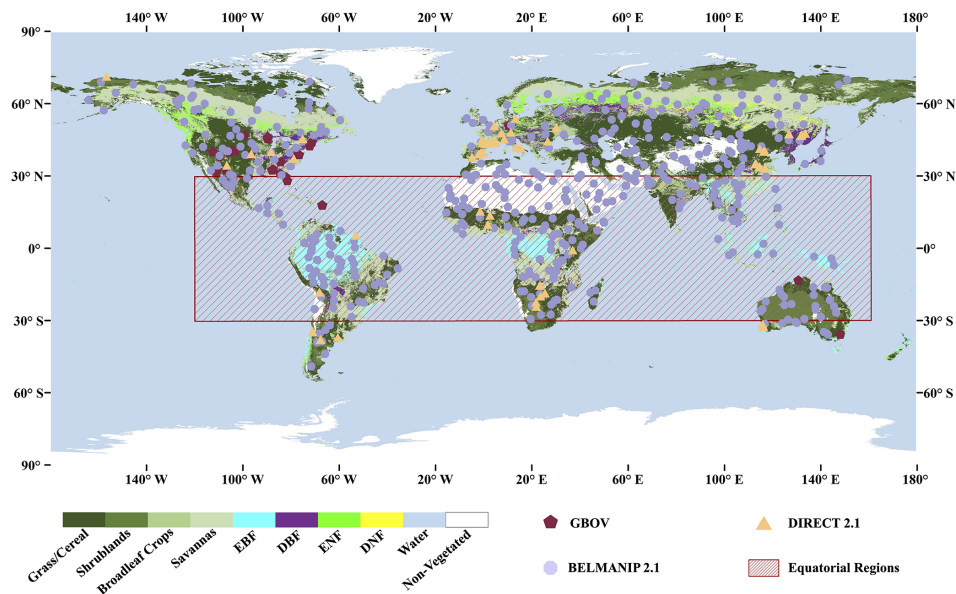 140° W 100° W 60° W 20° W 20° E 60° E 100° E 140° E 180°
90° 90°
60° N 60° N
30° N 30° N
0° 0°
30° S 30° S
60° S 60° S
90° 90°
140° W 100° W 60° W 20° W 20° E 60° E 100° E 140° E 180°
Grass/Cereal
Shrublands
Broadleaf Crops
Savannas
EBF
DBF
ENF
DNF
Water
Non-Vegetated
GBOV
DIRECT 2.1
BELMANIP 2.1
Equatorial Regions